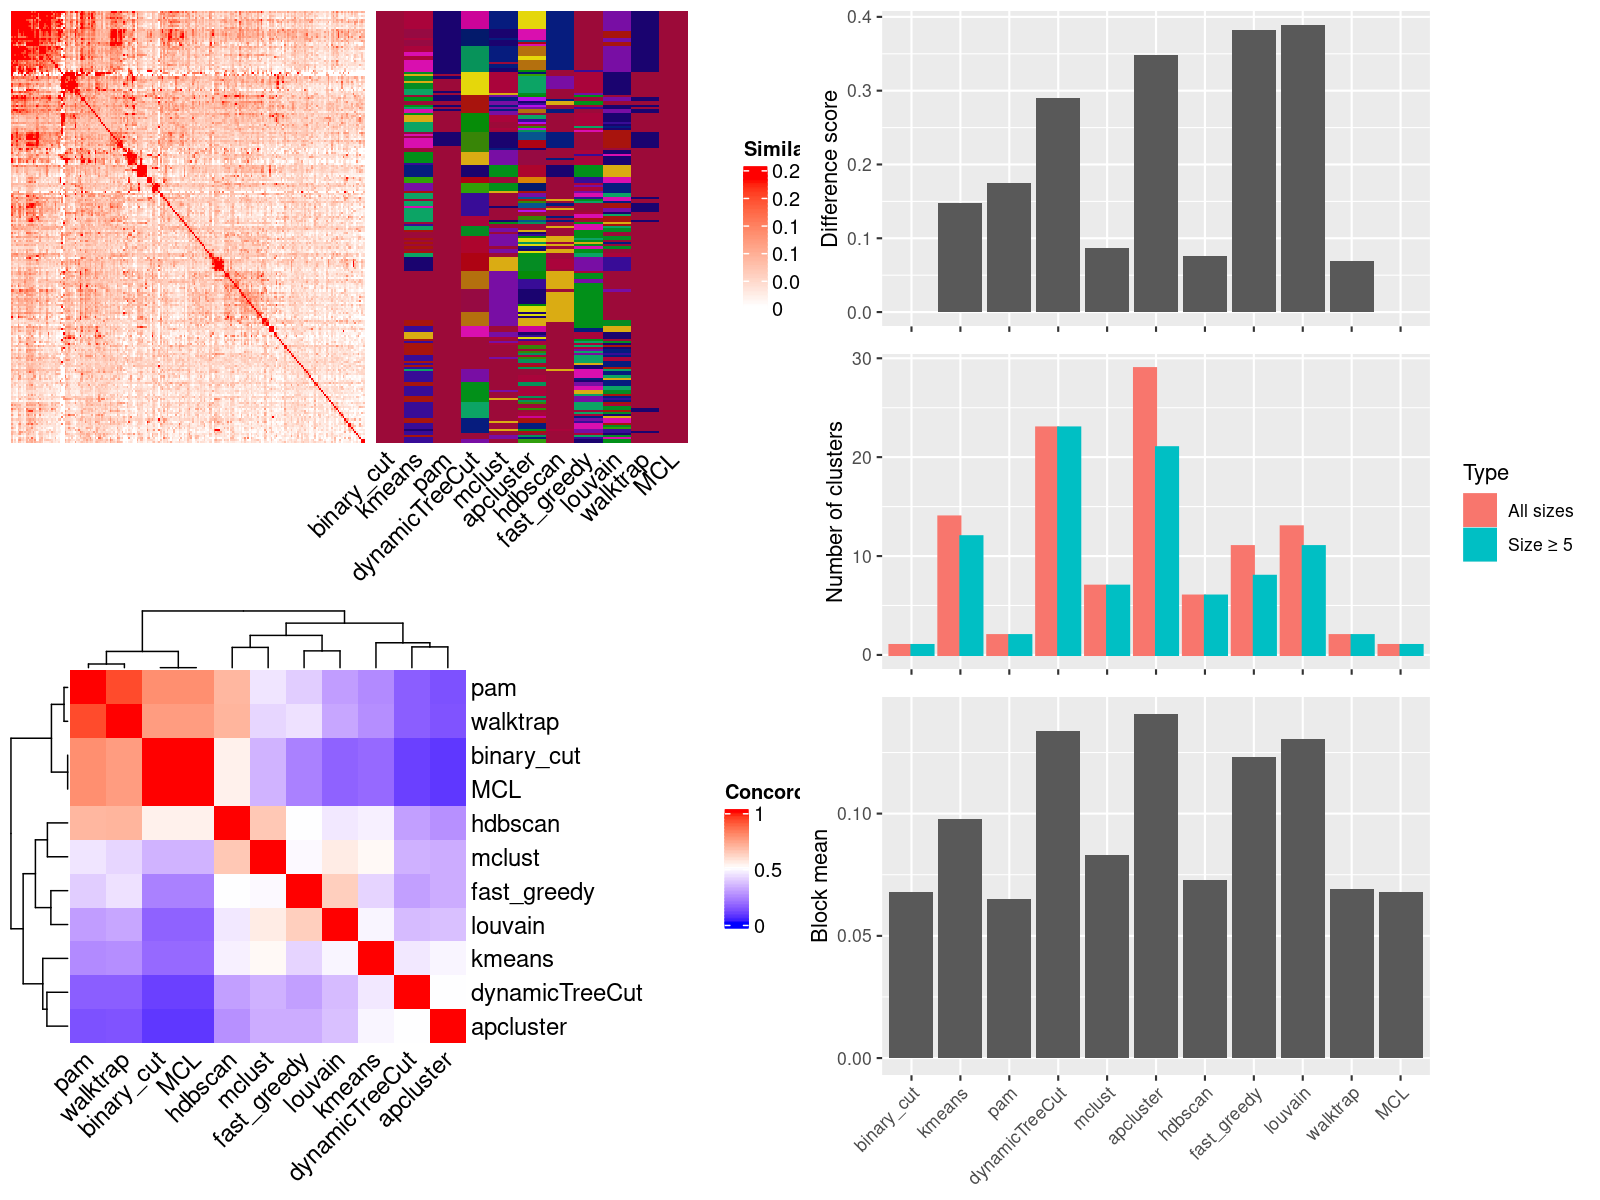 Simila
0.2
0.2
0.1
0.1
0.0
0
binary_cut
kmeans
pam
dynamicTreeCut
mclust
apcluster
hdbscan
fast_greedy
louvain
walktrap
MCL
pam
walktrap
binary_cut
MCL
hdbscan
mclust
fast_greedy
louvain
kmeans
dynamicTreeCut
apcluster
pam
walktrap
binary_cut
MCL
hdbscan
mclust
fast_greedy
louvain
kmeans
dynamicTreeCut
apcluster
Concord
1
0.5
0
Difference score
0.4
0.3
0.2
0.1
0.0
Number of clusters
30
20
10
0
Type
All sizes
Size ≥ 5
Block mean
0.10
0.05
0.00
binary_cut
kmeans
pam
dynamicTreeCut
mclust
apcluster
hdbscan
fast_greedy
louvain
walktrap
MCL